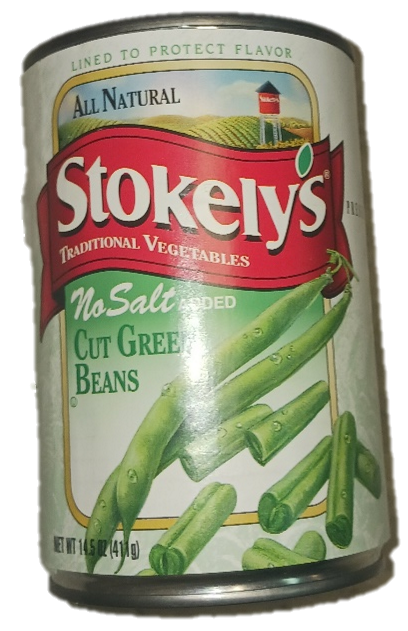 LINED TO PROTECT FLAVOR
ALL NATURAL
Stokely's®
TRADITIONAL VEGETABLES
No Salt ADDED
CUT GREEN
BEANS
NET WT 14.5 OZ (411g)